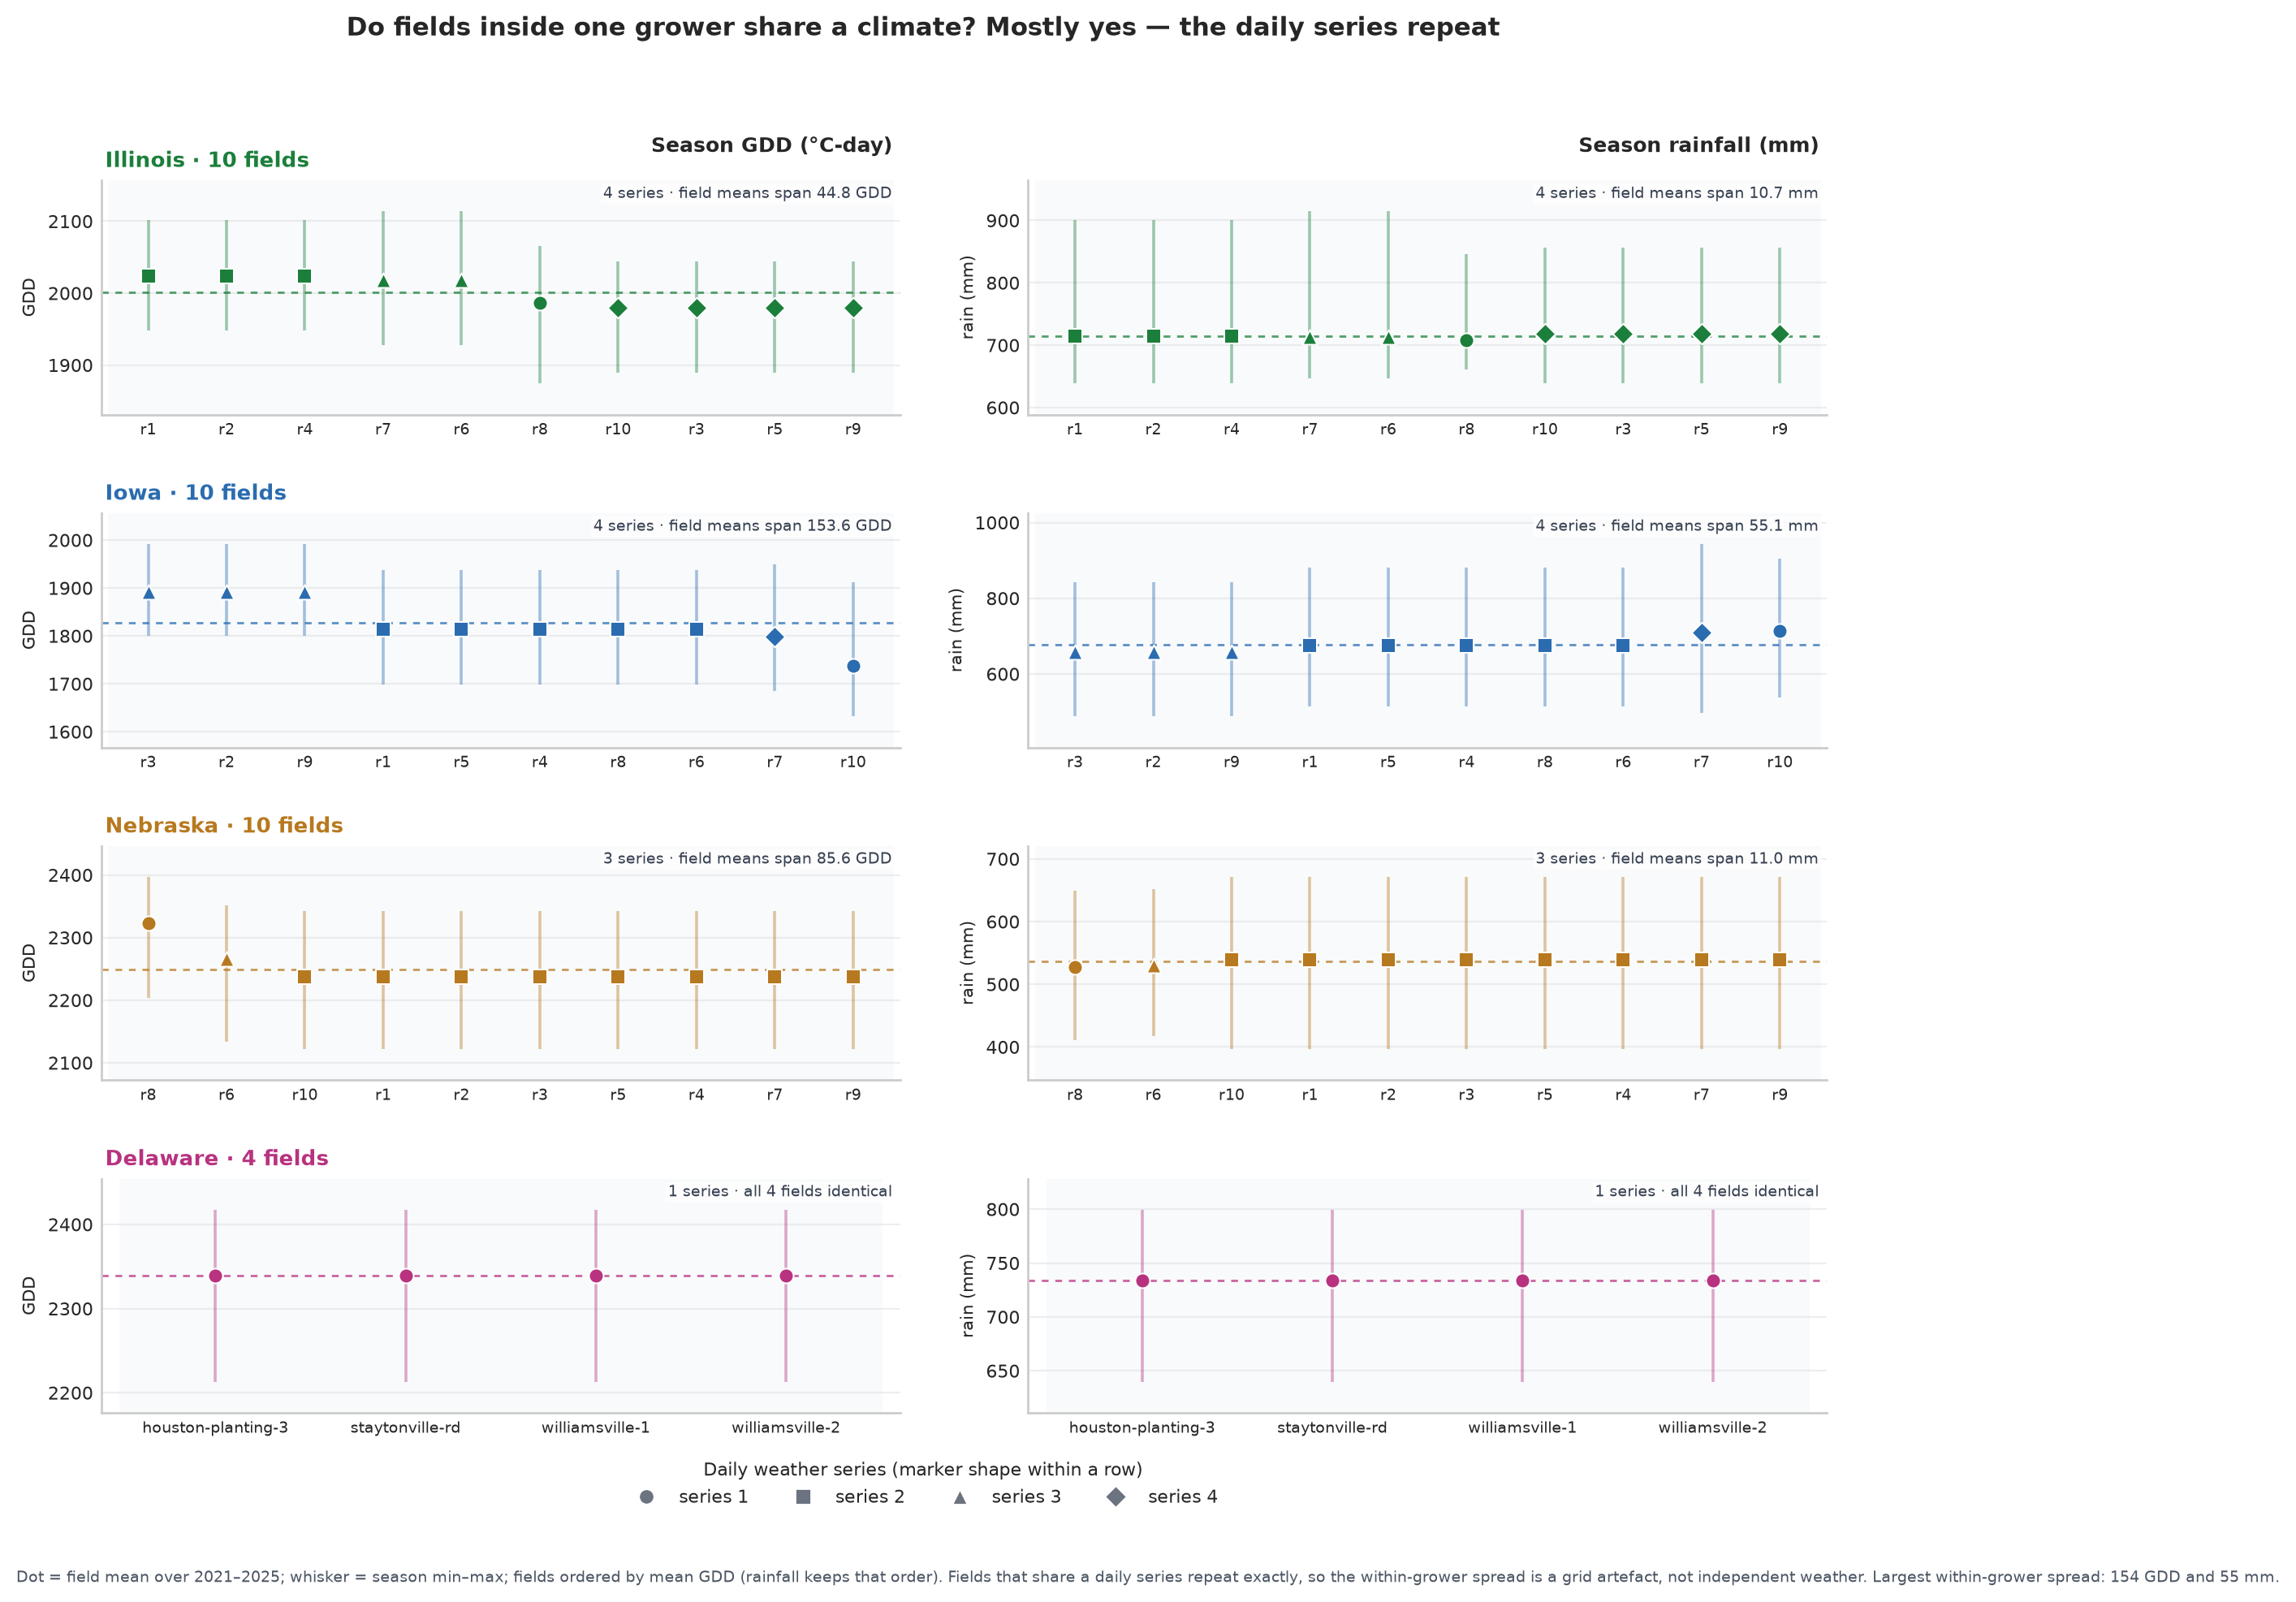 Do fields inside one grower share a climate? Mostly yes — the daily series repeat
Season GDD (°C-day)
Season rainfall (mm)
Illinois · 10 fields
4 series · field means span 44.8 GDD
GDD
2100
2000
1900
r1 r2 r4 r7 r6 r8 r10 r3 r5 r9
4 series · field means span 10.7 mm
rain (mm)
900
800
700
600
r1 r2 r4 r7 r6 r8 r10 r3 r5 r9
Iowa · 10 fields
4 series · field means span 153.6 GDD
GDD
2000
1900
1800
1700
1600
r3 r2 r9 r1 r5 r4 r8 r6 r7 r10
4 series · field means span 55.1 mm
rain (mm)
1000
800
600
r3 r2 r9 r1 r5 r4 r8 r6 r7 r10
Nebraska · 10 fields
3 series · field means span 85.6 GDD
GDD
2400
2300
2200
2100
r8 r6 r10 r1 r2 r3 r5 r4 r7 r9
3 series · field means span 11.0 mm
rain (mm)
700
600
500
400
r8 r6 r10 r1 r2 r3 r5 r4 r7 r9
Delaware · 4 fields
1 series · all 4 fields identical
GDD
2400
2300
2200
houston-planting-3 staytonville-rd williamsville-1 williamsville-2
1 series · all 4 fields identical
rain (mm)
800
750
700
650
houston-planting-3 staytonville-rd williamsville-1 williamsville-2
Daily weather series (marker shape within a row)
series 1 series 2 series 3 series 4
Dot = field mean over 2021–2025; whisker = season min–max; fields ordered by mean GDD (rainfall keeps that order). Fields that share a daily series repeat exactly, so the within-grower spread is a grid artefact, not independent weather. Largest within-grower spread: 154 GDD and 55 mm.